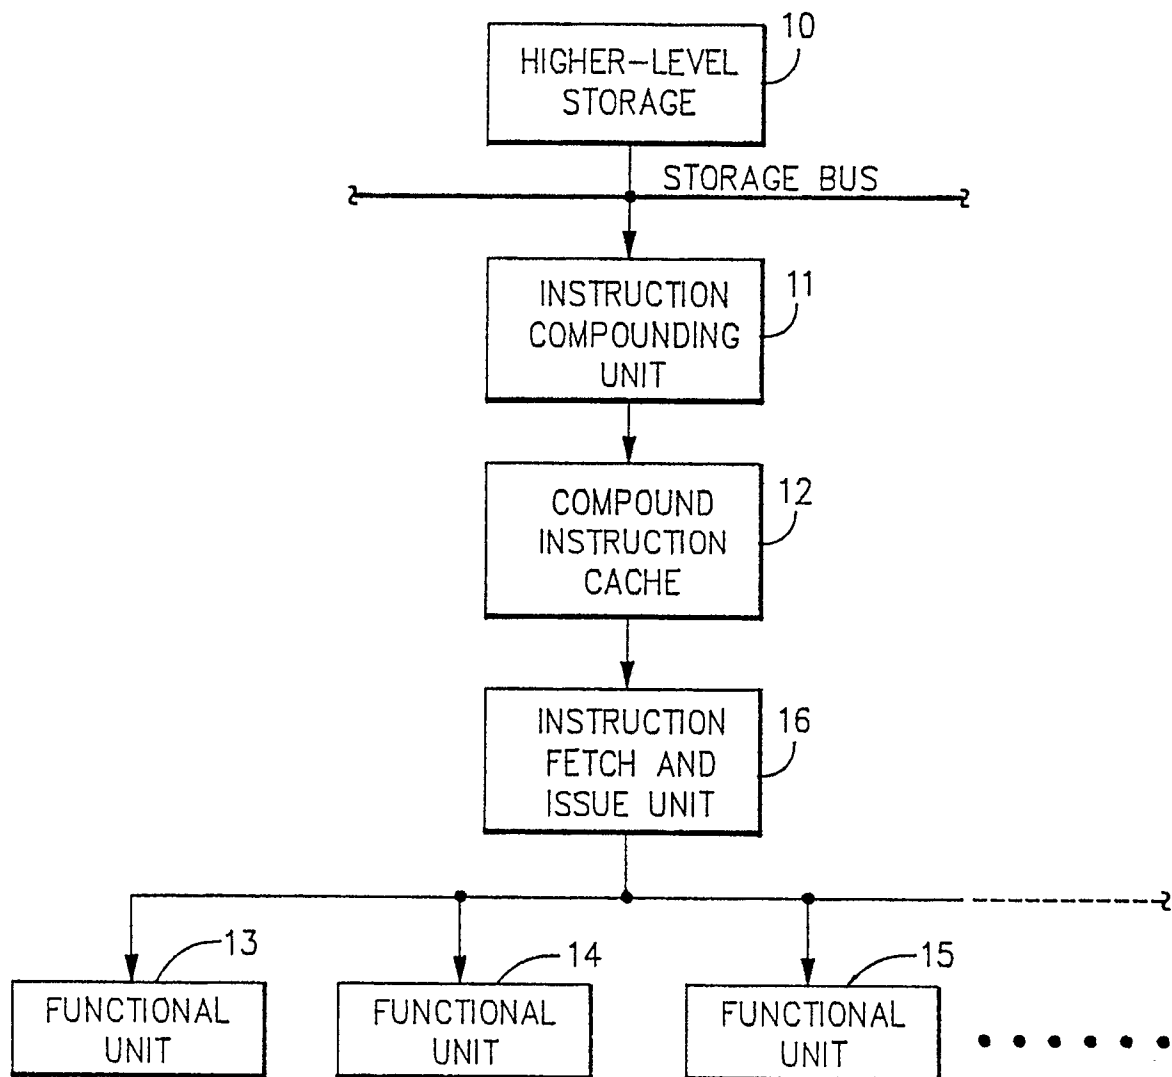 10
HIGHER-LEVEL
STORAGE
STORAGE BUS
11
INSTRUCTION
COMPOUNDING
UNIT
12
COMPOUND
INSTRUCTION
CACHE
16
INSTRUCTION
FETCH AND
ISSUE UNIT
13
FUNCTIONAL
UNIT
14
FUNCTIONAL
UNIT
15
FUNCTIONAL
UNIT